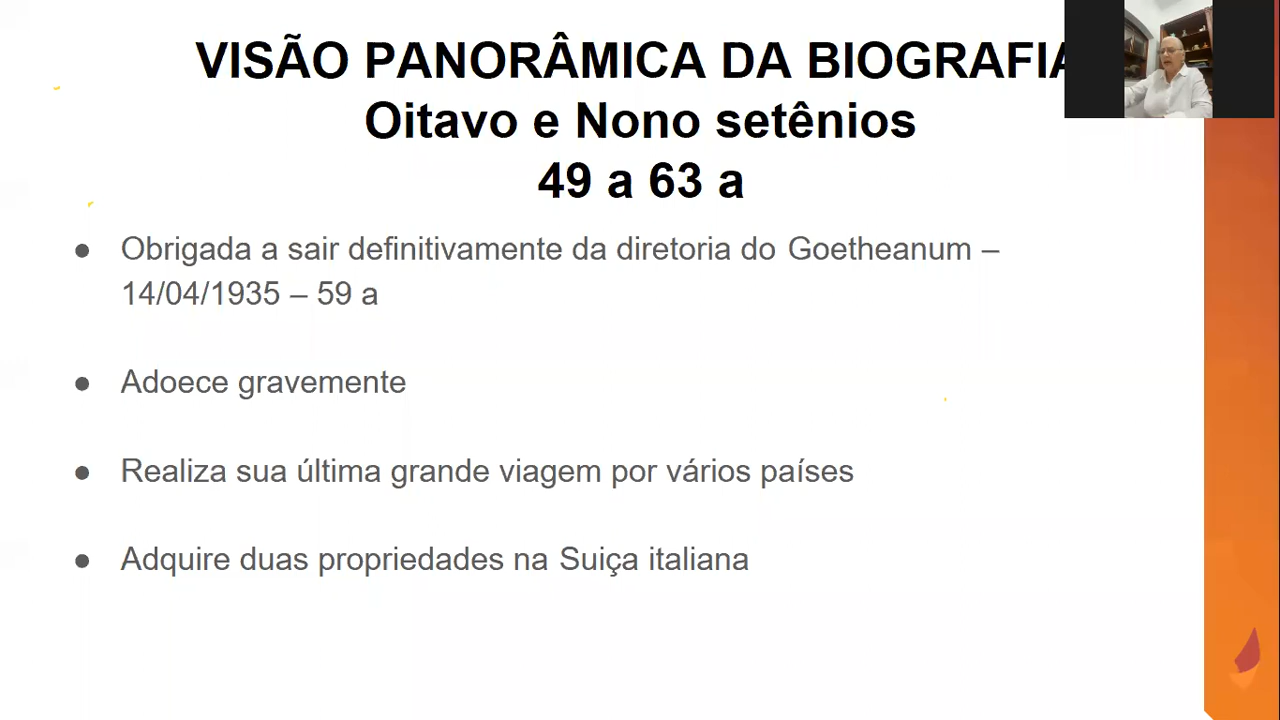 VISÃO PANORÂMICA DA BIOGRAFIA
Oitavo e Nono setênios
49 a 63 a
● Obrigada a sair definitivamente da diretoria do Goetheanum –
14/04/1935 – 59 a
● Adoece gravemente
● Realiza sua última grande viagem por vários países
● Adquire duas propriedades na Suiça italiana